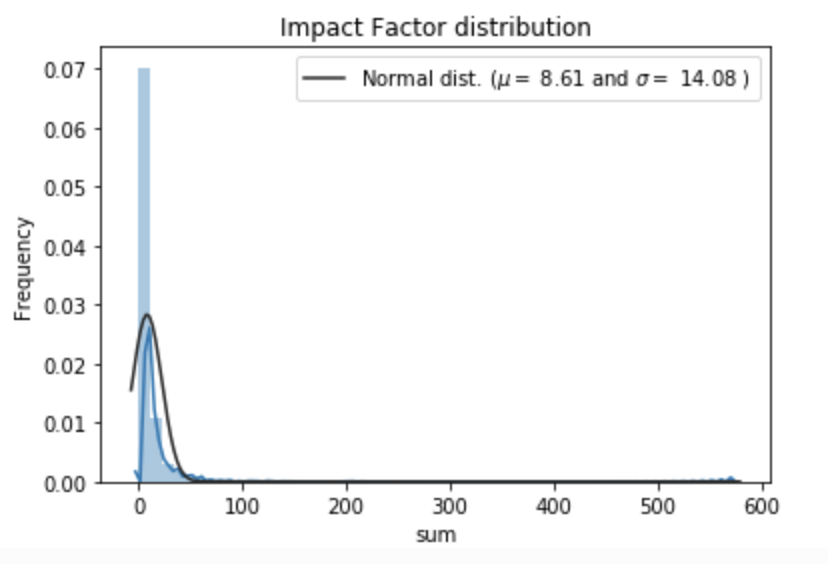 Impact Factor distribution
Normal dist. (μ = 8.61 and σ = 14.08 )
0.07
0.06
0.05
0.04
0.03
0.02
0.01
0.00
Frequency
0 100 200 300 400 500 600
sum